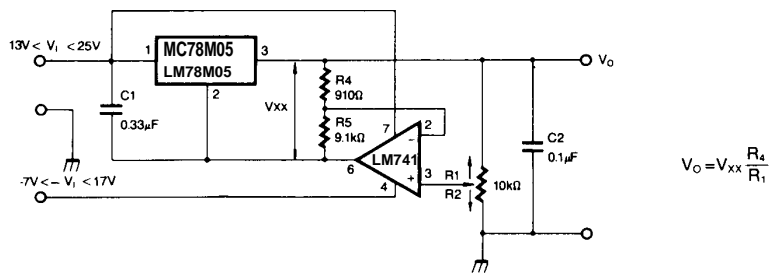 13V < VI < 25V
1
MC78M05
LM78M05
3
2
C1
0.33μF
VXX
R4
910Ω
R5
9.1kΩ
7
2
-
LM741
6
+
4
3
R1
R2
10kΩ
C2
0.1μF
VO
-7V <− VI < 17V
VO = VXX R4
R1